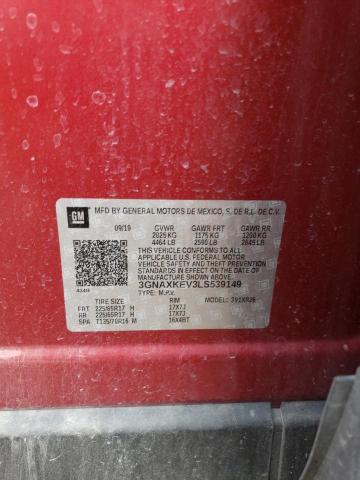 GM
MFD BY GENERAL MOTORS DE MEXICO, S. DE R.L. DE C.V.
09/19 GVWR GAWR FRT GAWR RR
2025 KG 1175 KG 1200 KG
4464 LB 2590 LB 2645 LB
THIS VEHICLE CONFORMS TO ALL
APPLICABLE U.S. FEDERAL MOTOR VEHICLE
SAFETY AND THEFT PREVENTION STANDARDS
IN EFFECT ON THE DATE OF
MANUFACTURE SHOWN ABOVE.
3GNAXKEV3LS539149
TYPE: M.P.V. MODEL:
TIRE SIZE RIM
FRT 225/65R17 H 17X7J
RR 225/65R17 H 17X7J
SPA T135/70R16 M 16X4BT